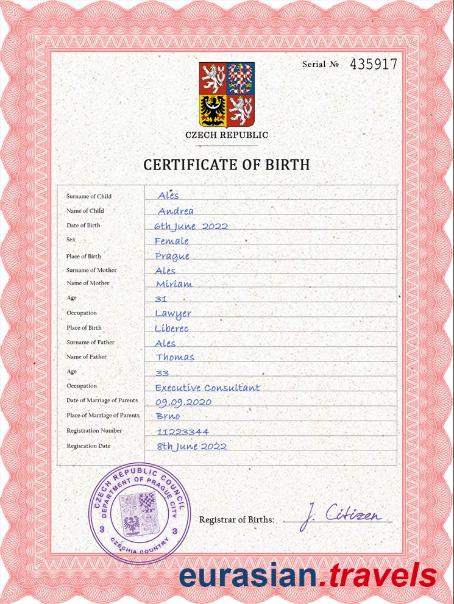 Serial № 435917
CZECH REPUBLIC
CERTIFICATE OF BIRTH
Surname of Child Ales
Name of Child Andrea
Date of Birth 6th June 2022
Sex Female
Place of Birth Prague
Surname of Mother Ales
Name of Mother Miriam
Age 31
Occupation Lawyer
Place of Birth Liberec
Surname of Father Ales
Name of Father Thomas
Age 33
Occupation Executive Consultant
Date of Marriage of Parents 09.09.2020
Place of Marriage of Parents Brno
Registration Number 11223344
Registration Date 8th June 2022
CZECH REPUBLIC COUNCIL
DEPARTMENT OF PRAGUE CITY
3 3
CZECHIA COUNTRY
Registrar of Births: J. Citizen
eurasian.travels